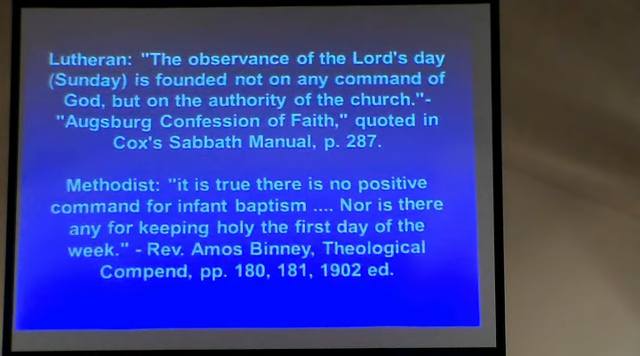 Lutheran: "The observance of the Lord's day
(Sunday) is founded not on any command of
God, but on the authority of the church."-
"Augsburg Confession of Faith," quoted in
Cox's Sabbath Manual, p. 287.
Methodist: "it is true there is no positive
command for infant baptism .... Nor is there
any for keeping holy the first day of the
week." - Rev. Amos Binney, Theological
Compend, pp. 180, 181, 1902 ed.